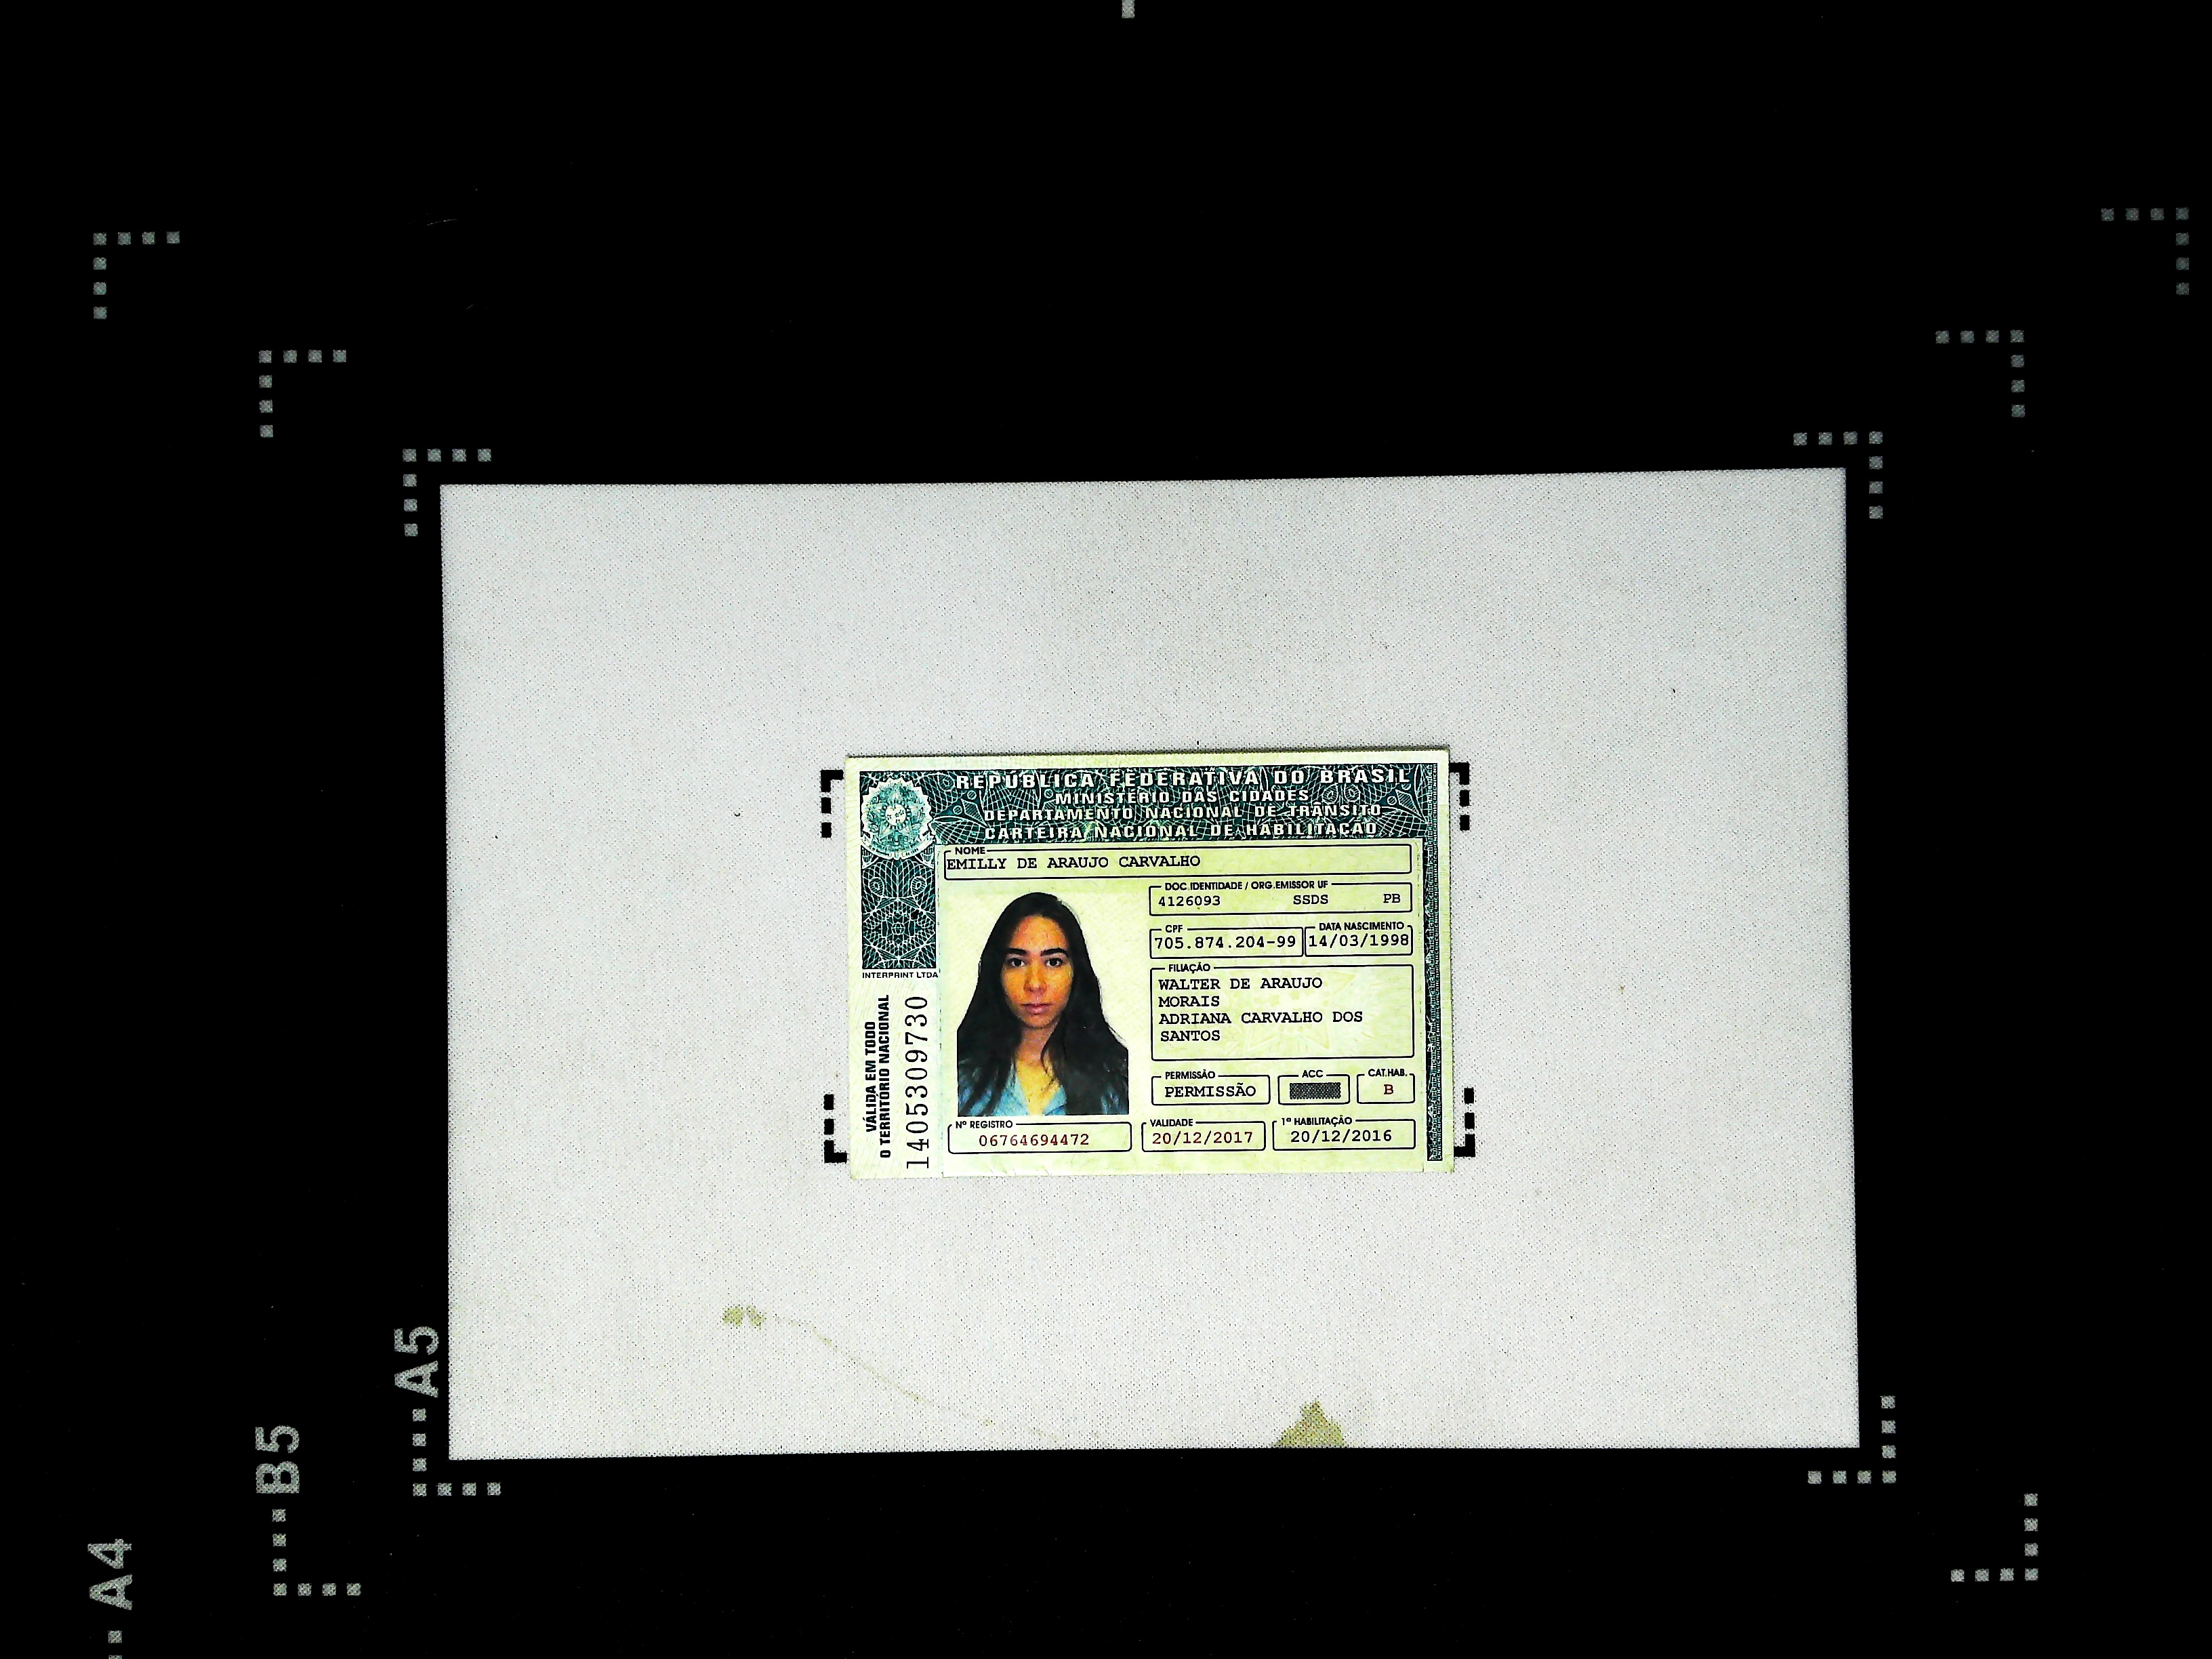 REPÚBLICA FEDERATIVA DO BRASIL
MINISTÉRIO DAS CIDADES
DEPARTAMENTO NACIONAL DE TRÂNSITO
CARTEIRA NACIONAL DE HABILITAÇÃO
NOME
EMILLY DE ARAUJO CARVALHO
DOC.IDENTIDADE / ORG.EMISSOR UF
4126093 SSDS PB
CPF DATA NASCIMENTO
705.874.204-99 14/03/1998
FILIAÇÃO
WALTER DE ARAUJO
MORAIS
ADRIANA CARVALHO DOS
SANTOS
PERMISSÃO ACC CAT.HAB.
PERMISSÃO B
Nº REGISTRO VALIDADE 1ª HABILITAÇÃO
06764694472 20/12/2017 20/12/2016
INTERPRINT LTDA
VÁLIDA EM TODO
O TERRITÓRIO NACIONAL
1405309730
A5
B5
A4